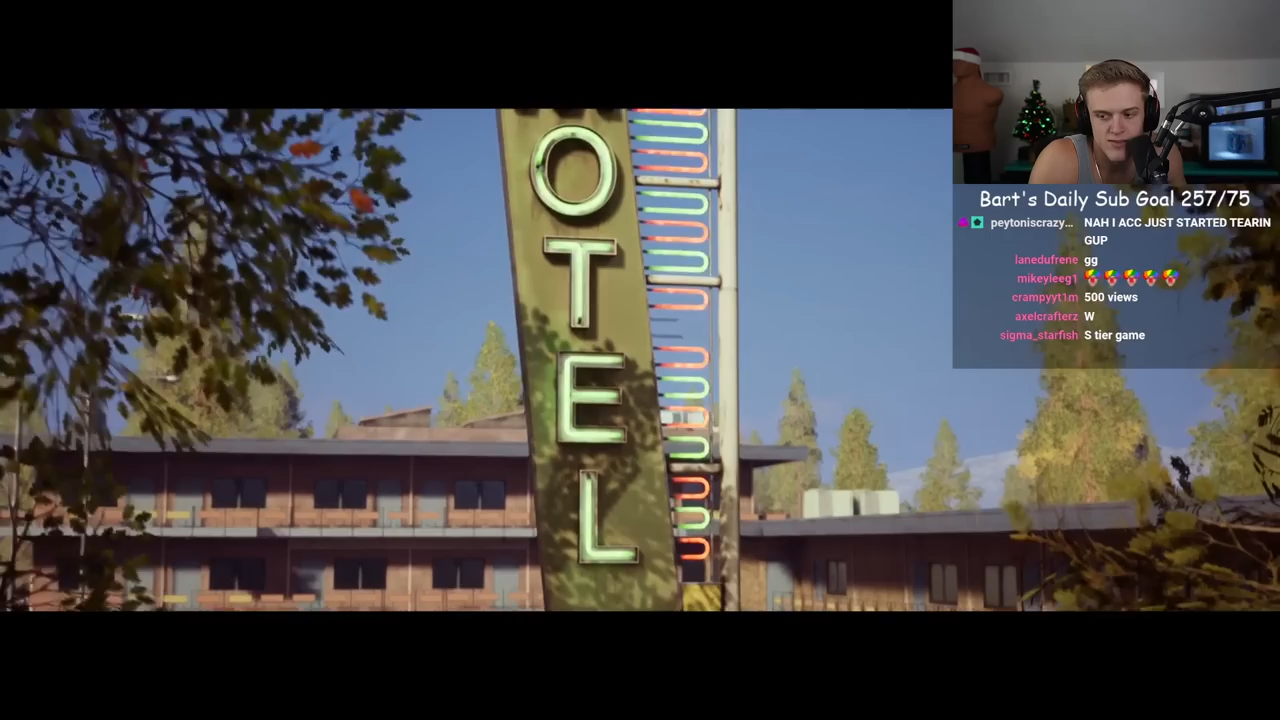 O
T
E
L
Bart's Daily Sub Goal 257/75
peytoniscrazy... NAH I ACC JUST STARTED TEARIN
GUP
lanedufrene gg
mikeyleeg1
crampyyt1m 500 views
axelcrafterz W
sigma_starfish S tier game